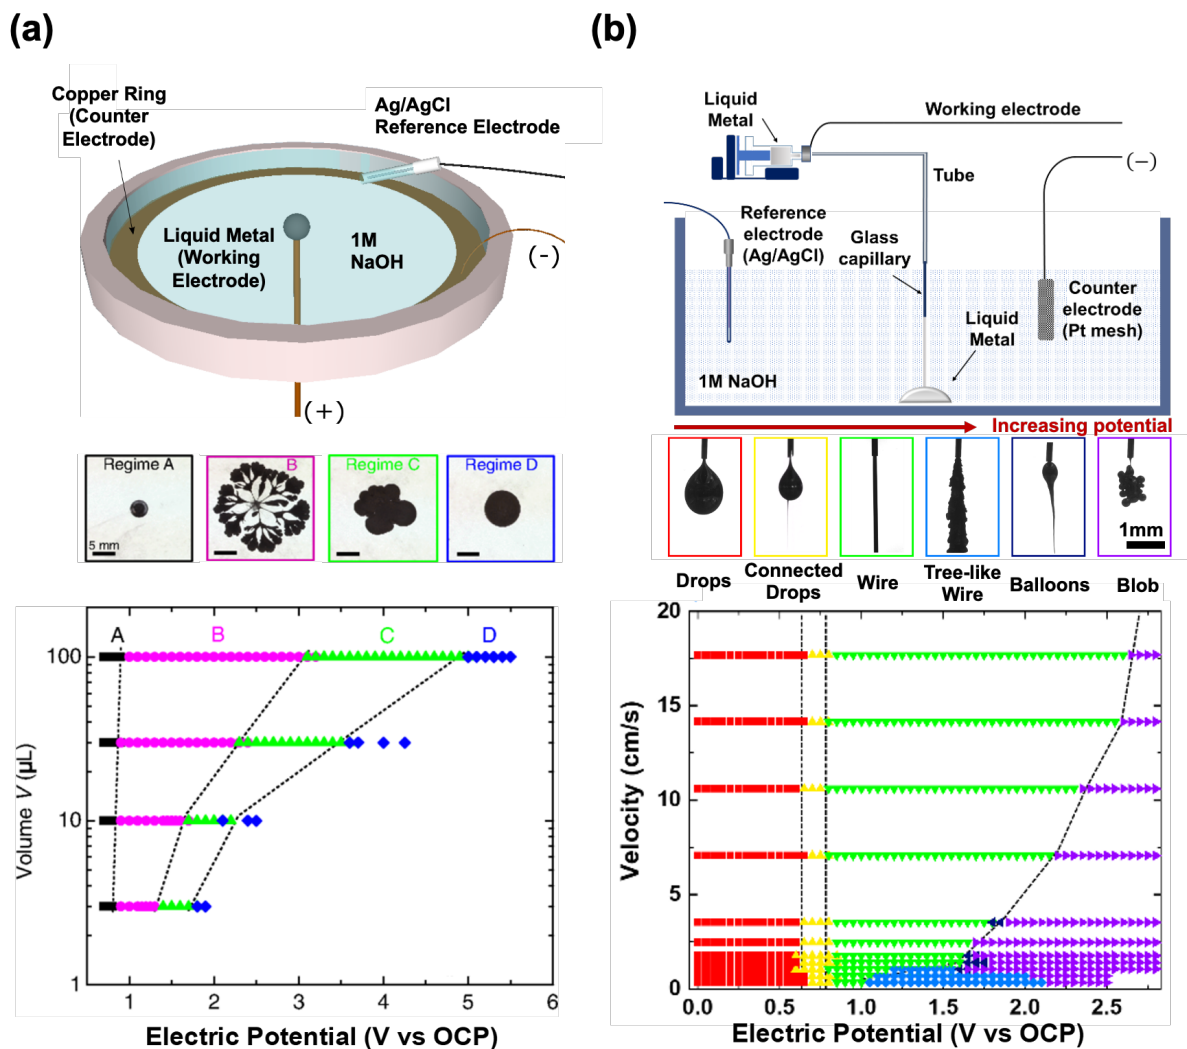 (a)
Copper Ring
(Counter
Electrode)
Ag/AgCl
Reference Electrode
Liquid Metal
(Working
Electrode)
1M
NaOH
(-)
(+)
Regime A
B
Regime C
Regime D
5 mm
A
B
C
D
100
10
1
Volume V (µL)
1
2
3
4
5
6
Electric Potential (V vs OCP)
(b)
Liquid
Metal
Working electrode
(−)
Tube
Reference
electrode
(Ag/AgCl)
Glass
capillary
Counter
electrode
(Pt mesh)
Liquid
Metal
1M NaOH
Increasing potential
1mm
Drops
Connected
Drops
Wire
Tree-like
Wire
Balloons
Blob
20
15
10
5
0
Velocity (cm/s)
0.0
0.5
1.0
1.5
2.0
2.5
Electric Potential (V vs OCP)